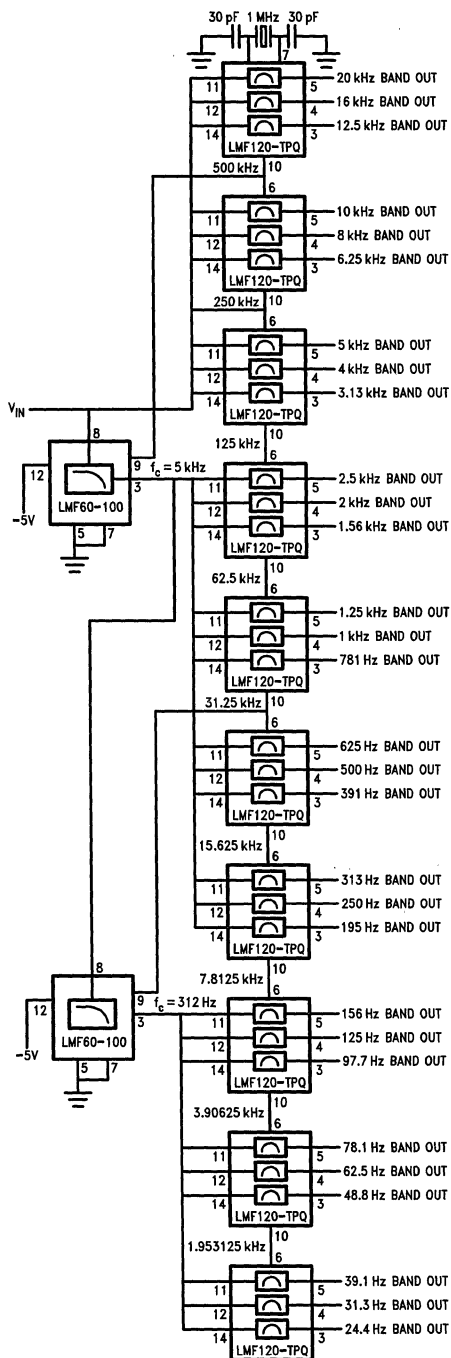 30 pF 1 MHz 30 pF
7
11 5 20 kHz BAND OUT
12 4 16 kHz BAND OUT
14 3 12.5 kHz BAND OUT
LMF120-TPQ
500 kHz 10
6
11 5 10 kHz BAND OUT
12 4 8 kHz BAND OUT
14 3 6.25 kHz BAND OUT
LMF120-TPQ
250 kHz 10
6
11 5 5 kHz BAND OUT
12 4 4 kHz BAND OUT
14 3 3.13 kHz BAND OUT
LMF120-TPQ
125 kHz 10
6
VIN
8
12 9 fc = 5 kHz
3
LMF60-100
-5V
5 7
11 5 2.5 kHz BAND OUT
12 4 2 kHz BAND OUT
14 3 1.56 kHz BAND OUT
LMF120-TPQ
62.5 kHz 10
6
11 5 1.25 kHz BAND OUT
12 4 1 kHz BAND OUT
14 3 781 Hz BAND OUT
LMF120-TPQ
31.25 kHz 10
6
11 5 625 Hz BAND OUT
12 4 500 Hz BAND OUT
14 3 391 Hz BAND OUT
LMF120-TPQ
15.625 kHz 10
6
11 5 313 Hz BAND OUT
12 4 250 Hz BAND OUT
14 3 195 Hz BAND OUT
LMF120-TPQ
7.8125 kHz 10
6
8
12 9 fc = 312 Hz
3
LMF60-100
-5V
5 7
11 5 156 Hz BAND OUT
12 4 125 Hz BAND OUT
14 3 97.7 Hz BAND OUT
LMF120-TPQ
3.90625 kHz 10
6
11 5 78.1 Hz BAND OUT
12 4 62.5 Hz BAND OUT
14 3 48.8 Hz BAND OUT
LMF120-TPQ
1.953125 kHz 10
6
11 5 39.1 Hz BAND OUT
12 4 31.3 Hz BAND OUT
14 3 24.4 Hz BAND OUT
LMF120-TPQ